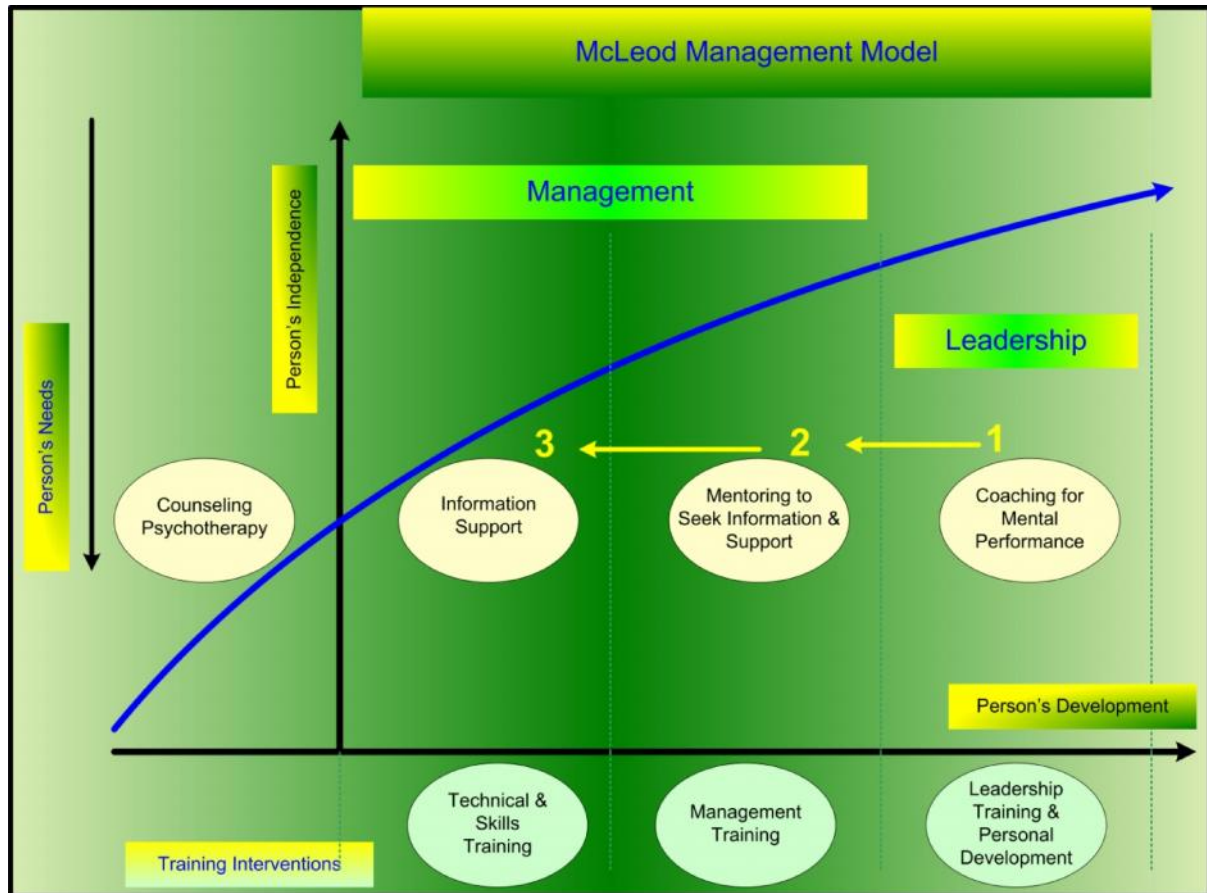 McLeod Management Model
Management
Person's Independence
Person's Needs
Leadership
3
2
1
Counseling
Psychotherapy
Information
Support
Mentoring to
Seek Information &
Support
Coaching for
Mental
Performance
Person's Development
Technical &
Skills
Training
Management
Training
Leadership
Training &
Personal
Development
Training Interventions